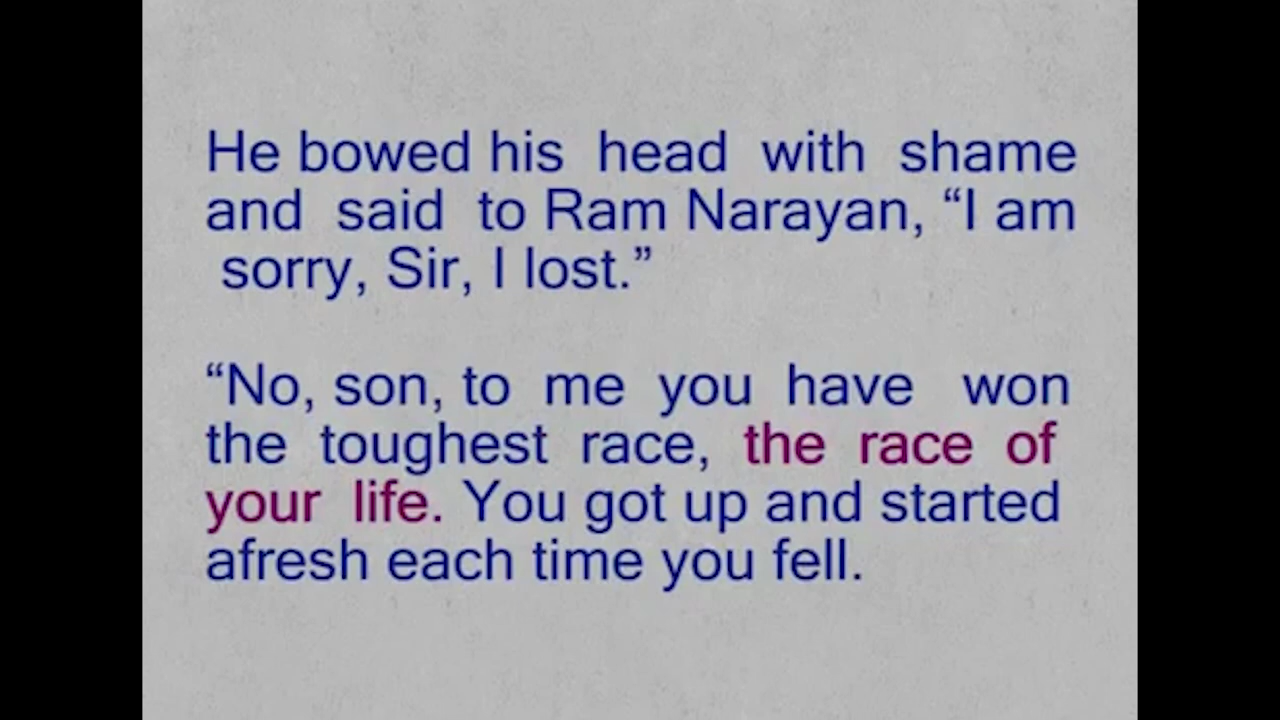 He bowed his head with shame
and said to Ram Narayan, “I am
sorry, Sir, I lost.”
“No, son, to me you have won
the toughest race, the race of
your life. You got up and started
afresh each time you fell.